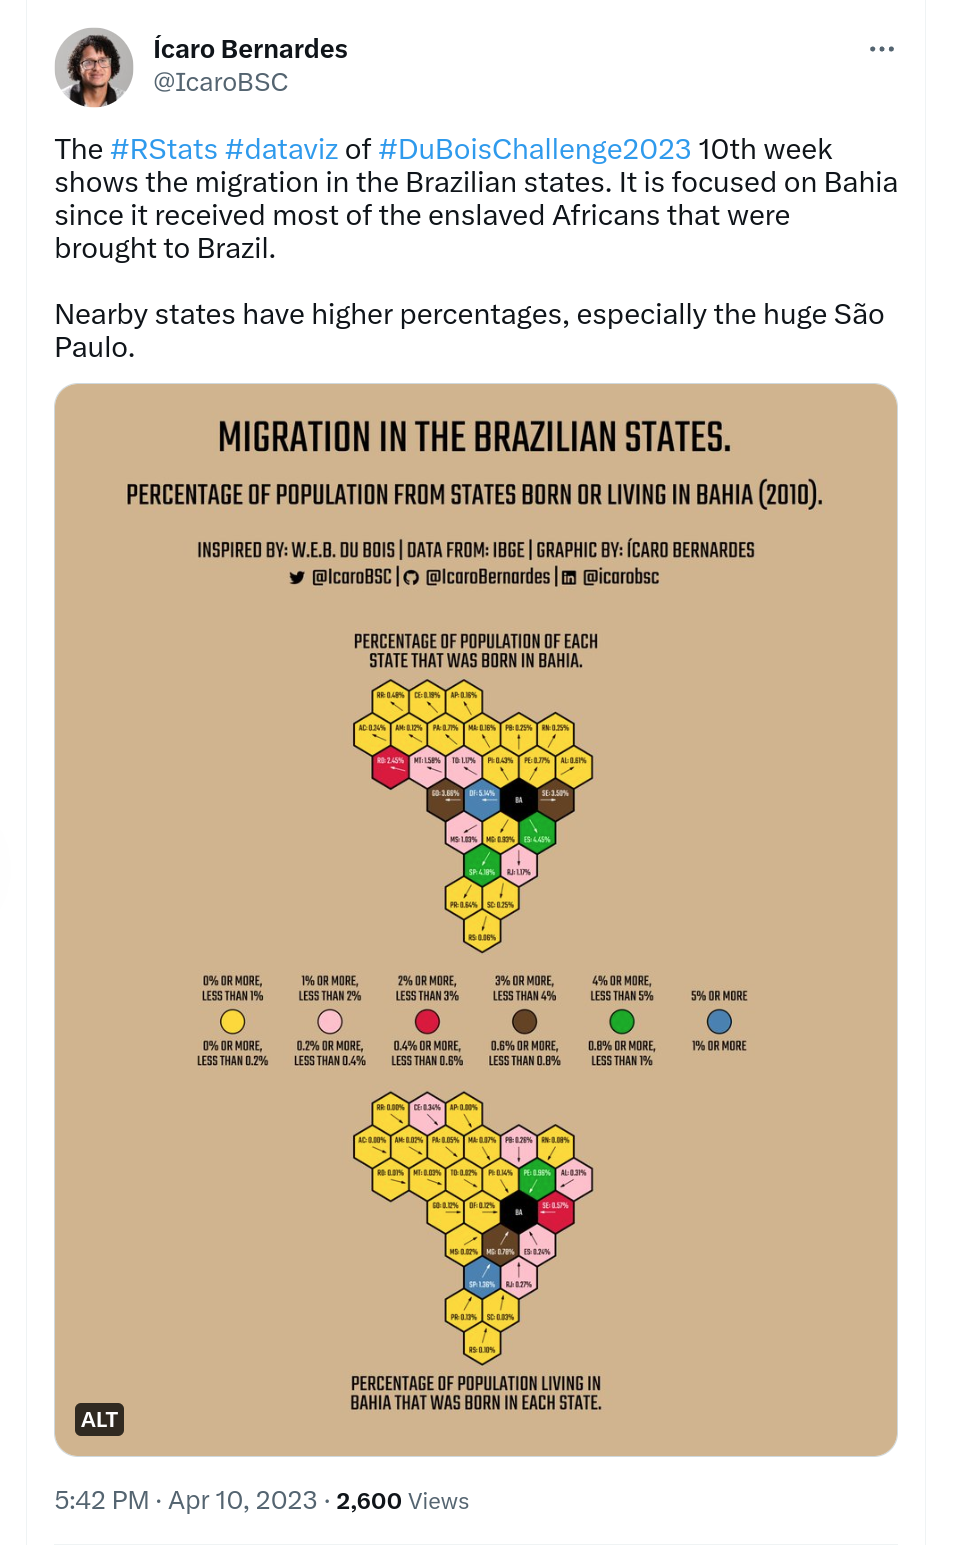 Ícaro Bernardes
@IcaroBSC
The #RStats #dataviz of #DuBoisChallenge2023 10th week
shows the migration in the Brazilian states. It is focused on Bahia
since it received most of the enslaved Africans that were
brought to Brazil.
Nearby states have higher percentages, especially the huge São
Paulo.
MIGRATION IN THE BRAZILIAN STATES.
PERCENTAGE OF POPULATION FROM STATES BORN OR LIVING IN BAHIA (2010).
INSPIRED BY: W.E.B. DU BOIS | DATA FROM: IBGE | GRAPHIC BY: ÍCARO BERNARDES
@IcaroBSC | @IcaroBernardes | @icarobsc
PERCENTAGE OF POPULATION OF EACH
STATE THAT WAS BORN IN BAHIA.
RR: 0.48% CE: 0.19% AP: 0.16%
AC: 0.24% AM: 0.12% PA: 0.71% MA: 0.16% PB: 0.25% RN: 0.25%
RO: 2.45% MT: 1.58% TO: 1.17% PI: 0.43% PE: 0.77% AL: 0.61%
GO: 3.66% DF: 5.14% BA SE: 3.50%
MS: 1.03% MG: 0.93% ES: 4.45%
SP: 4.18% RJ: 1.17%
PR: 0.64% SC: 0.25%
RS: 0.06%
0% OR MORE, 1% OR MORE, 2% OR MORE, 3% OR MORE, 4% OR MORE,
LESS THAN 1% LESS THAN 2% LESS THAN 3% LESS THAN 4% LESS THAN 5% 5% OR MORE
0% OR MORE, 0.2% OR MORE, 0.4% OR MORE, 0.6% OR MORE, 0.8% OR MORE, 1% OR MORE
LESS THAN 0.2% LESS THAN 0.4% LESS THAN 0.6% LESS THAN 0.8% LESS THAN 1%
RR: 0.00% CE: 0.34% AP: 0.00%
AC: 0.00% AM: 0.02% PA: 0.05% MA: 0.07% PB: 0.26% RN: 0.08%
RO: 0.01% MT: 0.03% TO: 0.02% PI: 0.14% PE: 0.96% AL: 0.31%
GO: 0.12% DF: 0.12% BA SE: 0.57%
MS: 0.02% MG: 0.78% ES: 0.24%
SP: 1.36% RJ: 0.27%
PR: 0.13% SC: 0.03%
RS: 0.10%
PERCENTAGE OF POPULATION LIVING IN
BAHIA THAT WAS BORN IN EACH STATE.
ALT
5:42 PM · Apr 10, 2023 · 2,600 Views